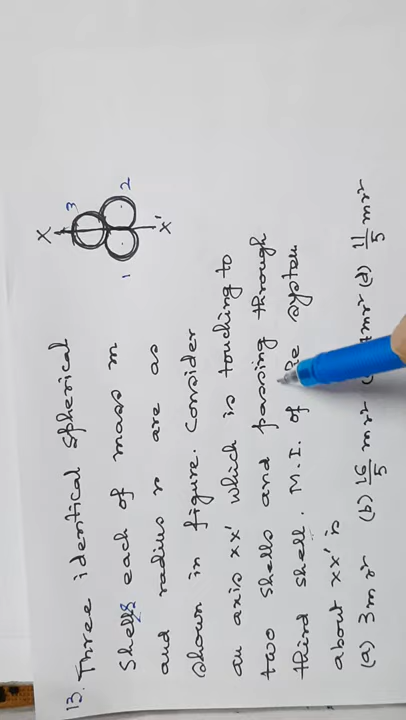 13. Three identical spherical
Shells each of mass m
and radius r are as
shown in figure. Consider
an axis xx' which is touching to
two shells and passing through
third shell. M.I. of system
about xx' is
(a) 3mr² (b) 16/5 mr² mr² (d) 11/5 mr²
X
3
2
1
X'